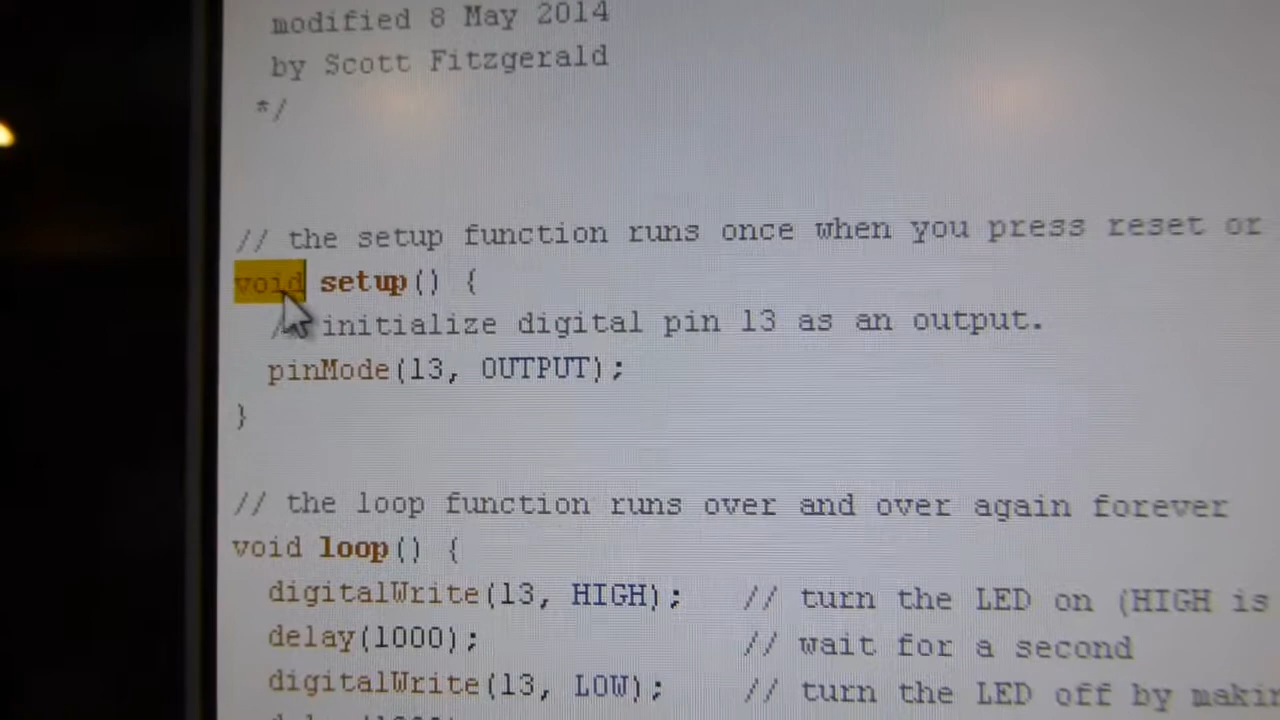 modified 8 May 2014
by Scott Fitzgerald
*/
// the setup function runs once when you press reset or
void setup() {
// initialize digital pin 13 as an output.
pinMode(13, OUTPUT);
}
// the loop function runs over and over again forever
void loop() {
digitalWrite(13, HIGH); // turn the LED on (HIGH is
delay(1000); // wait for a second
digitalWrite(13, LOW); // turn the LED off by